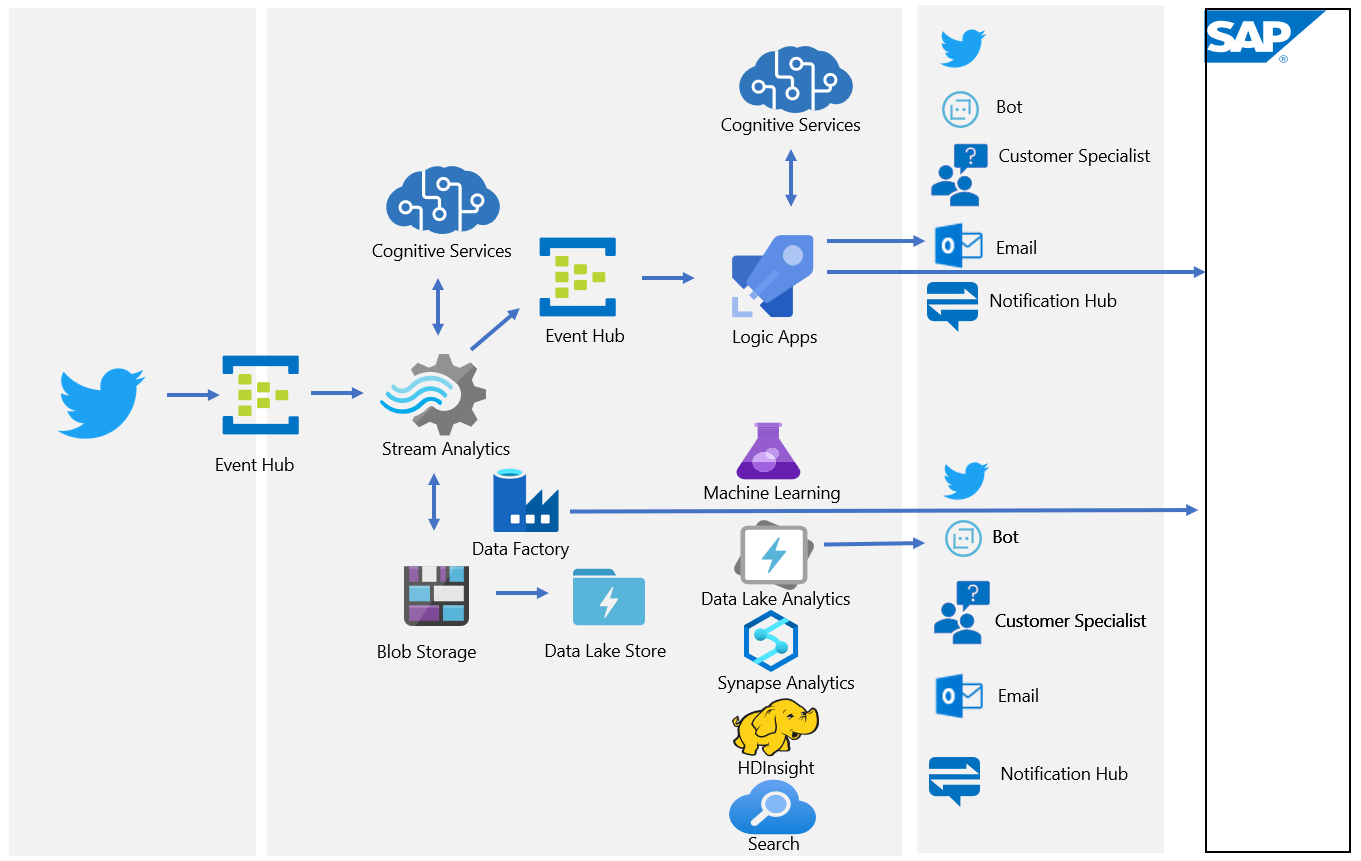 SAP
®
Cognitive Services
Bot
Customer Specialist
Cognitive Services
Email
Event Hub
Logic Apps
Notification Hub
Event Hub
Stream Analytics
Machine Learning
Data Factory
Bot
Data Lake Analytics
Customer Specialist
Blob Storage
Data Lake Store
Synapse Analytics
Email
HDInsight
Notification Hub
Search